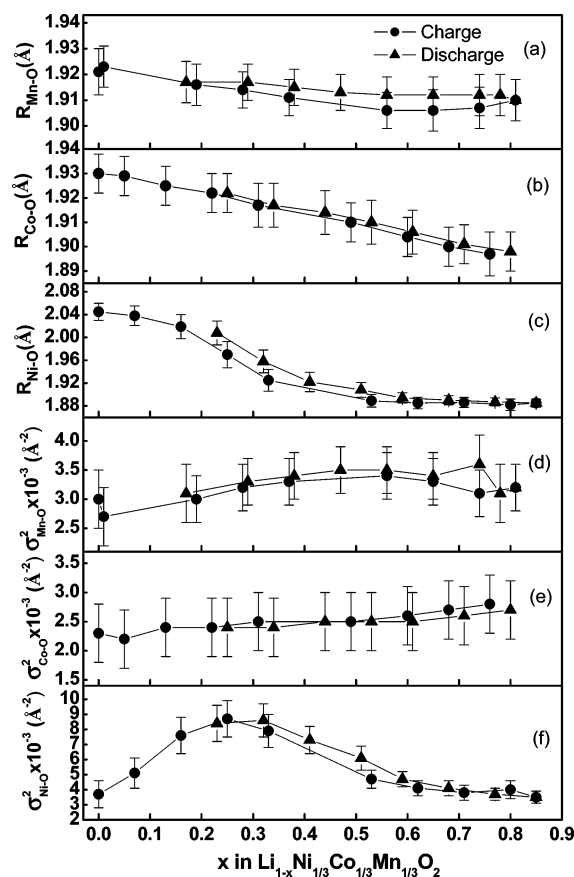 1.94
Charge
Discharge
(a)
1.93
1.92
1.91
1.90
R_Mn-O(Å)
1.94
(b)
1.93
1.92
1.91
1.90
1.89
R_Co-O(Å)
2.08
(c)
2.04
2.00
1.96
1.92
1.88
R_Ni-O(Å)
4.0
(d)
3.5
3.0
2.5
σ²_Mn-O x10⁻³ (Å⁻²)
3.5
(e)
3.0
2.5
2.0
1.5
σ²_Co-O x10⁻³ (Å⁻²)
10
(f)
9
8
7
6
5
4
3
2
σ²_Ni-O x10⁻³ (Å⁻²)
0.0 0.1 0.2 0.3 0.4 0.5 0.6 0.7 0.8
x in Li₁₋ₓNi₁/₃Co₁/₃Mn₁/₃O₂